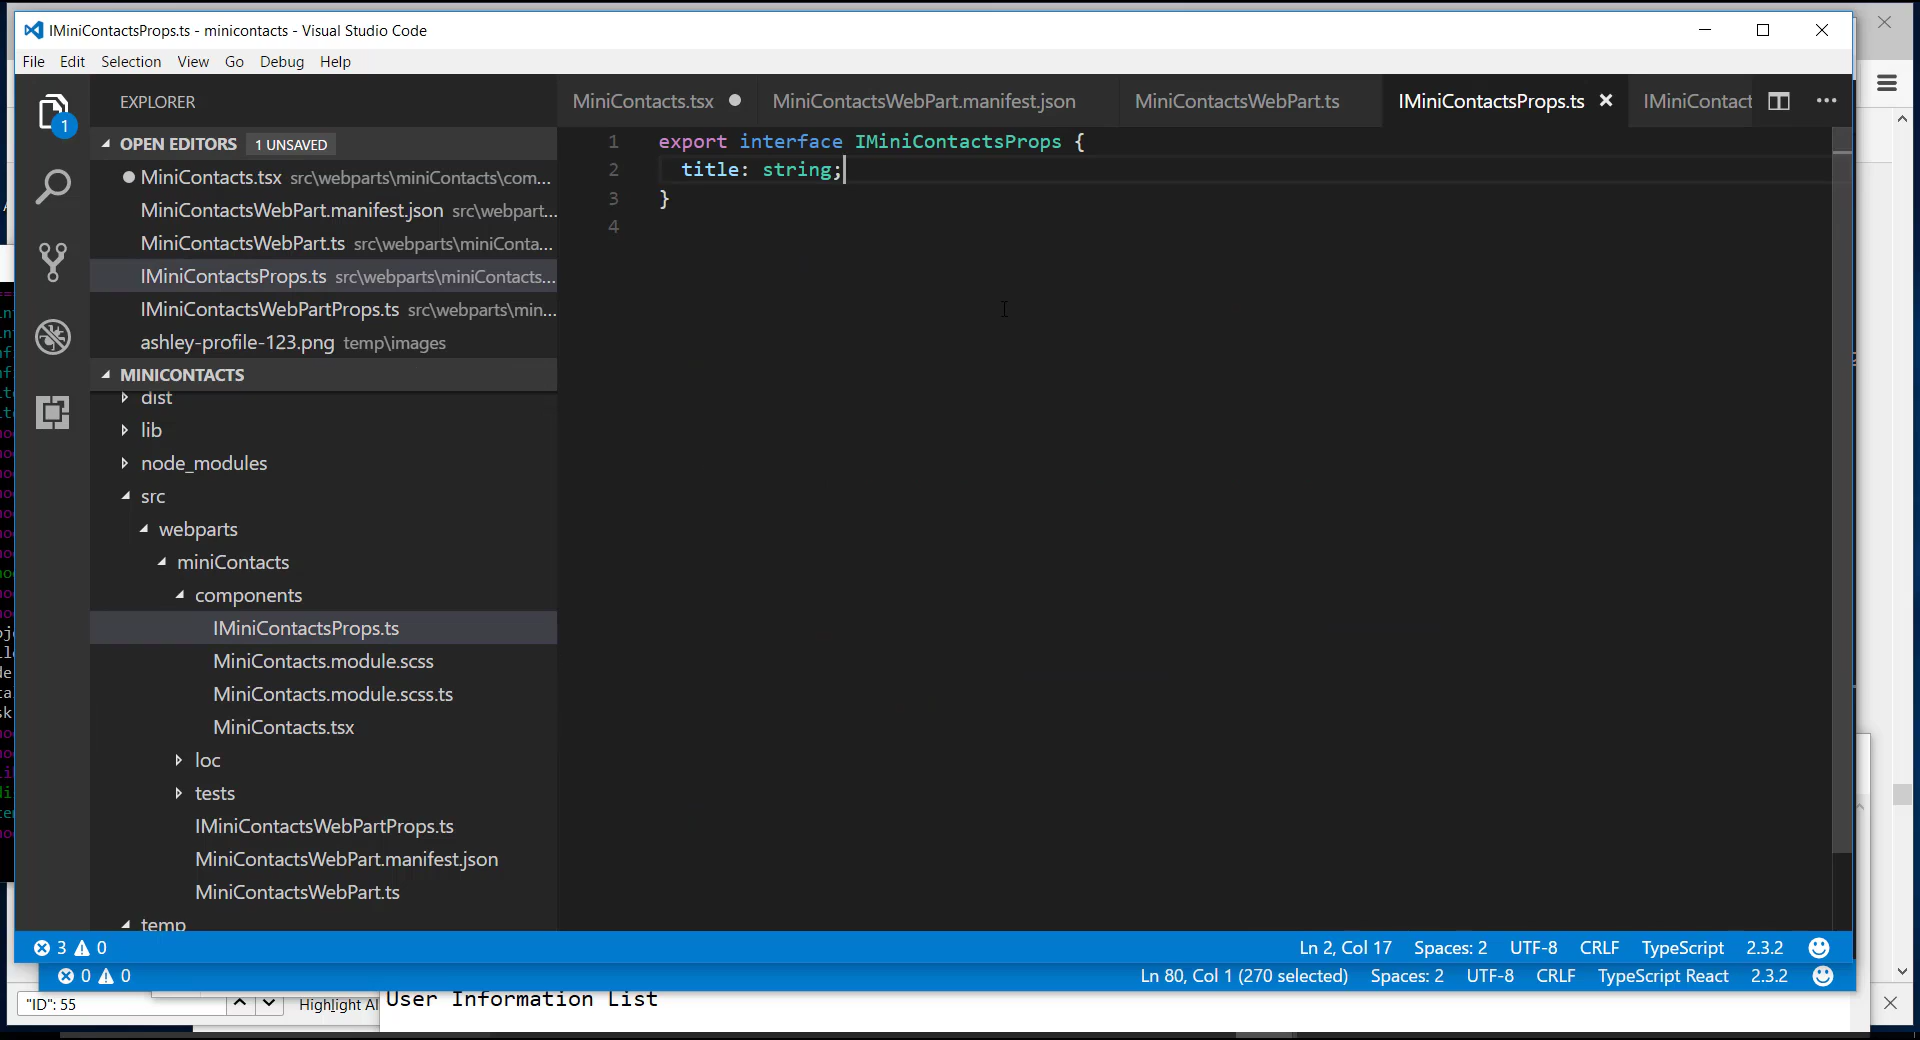 IMiniContactsProps.ts - minicontacts - Visual Studio Code
File Edit Selection View Go Debug Help
EXPLORER
MiniContacts.tsx MiniContactsWebPart.manifest.json MiniContactsWebPart.ts IMiniContactsProps.ts IMiniContact
1
OPEN EDITORS 1 UNSAVED
MiniContacts.tsx src\webparts\miniContacts\com...
MiniContactsWebPart.manifest.json src\webpart...
MiniContactsWebPart.ts src\webparts\miniConta...
IMiniContactsProps.ts src\webparts\miniContacts...
IMiniContactsWebPartProps.ts src\webparts\min...
ashley-profile-123.png temp\images
MINICONTACTS
dist
lib
node_modules
src
webparts
miniContacts
components
IMiniContactsProps.ts
MiniContacts.module.scss
MiniContacts.module.scss.ts
MiniContacts.tsx
loc
tests
IMiniContactsWebPartProps.ts
MiniContactsWebPart.manifest.json
MiniContactsWebPart.ts
temp
1 export interface IMiniContactsProps {
2 title: string;
3 }
4
3 0 Ln 2, Col 17 Spaces: 2 UTF-8 CRLF TypeScript 2.3.2
0 0 Ln 80, Col 1 (270 selected) Spaces: 2 UTF-8 CRLF TypeScript React 2.3.2
"ID": 55 Highlight Al
User Information List